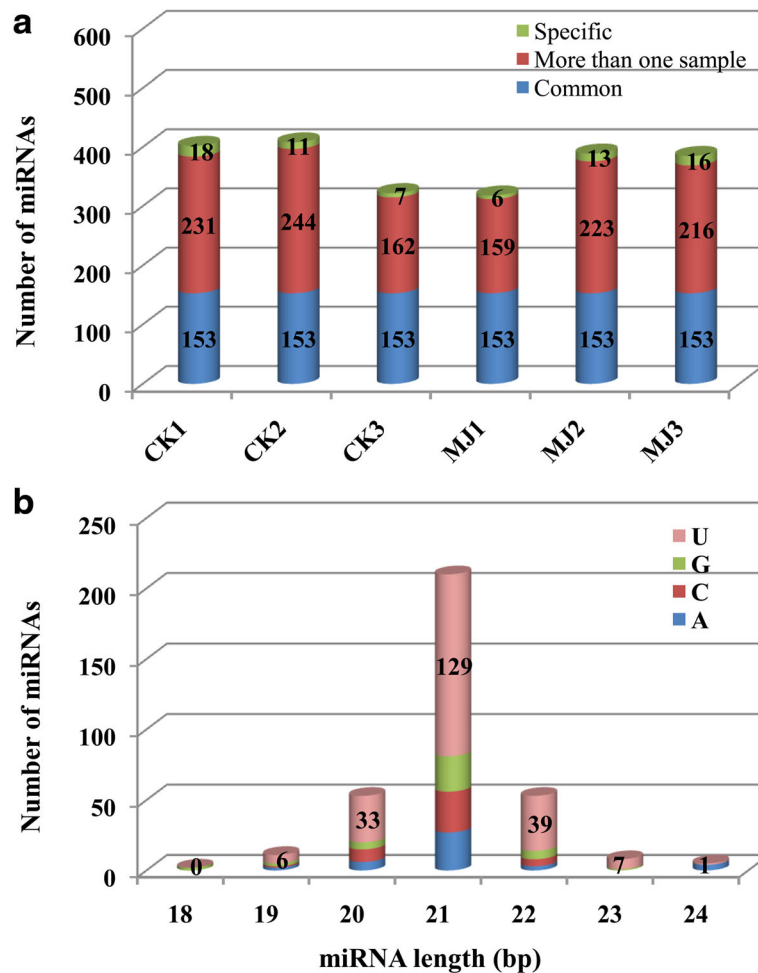 a
600
500
400
300
200
100
0
Number of miRNAs
Specific
More than one sample
Common
18 11 7 6 13 16
231 244 162 159 223 216
153 153 153 153 153 153
CK1 CK2 CK3 MJ1 MJ2 MJ3
b
250
200
150
100
50
0
Number of miRNAs
U
G
C
A
0 6 33 129 39 7 1
18 19 20 21 22 23 24
miRNA length (bp)